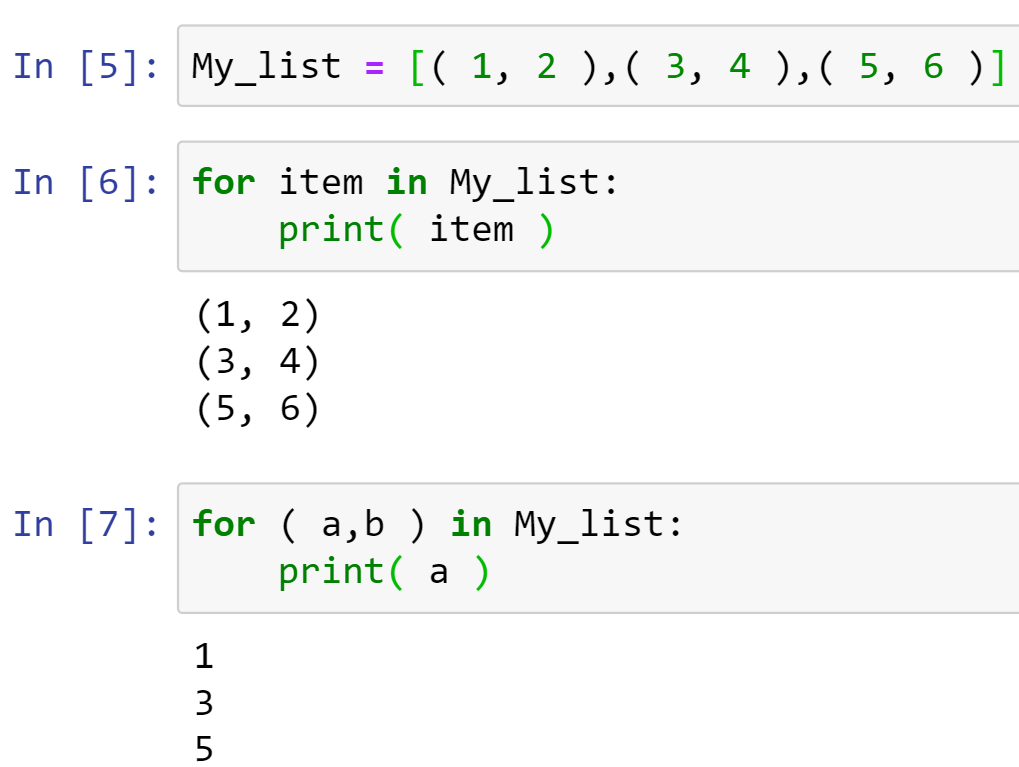 In [5]: My_list = [( 1, 2 ),( 3, 4 ),( 5, 6 )]
In [6]: for item in My_list:
    print( item )
(1, 2)
(3, 4)
(5, 6)
In [7]: for ( a,b ) in My_list:
    print( a )
1
3
5